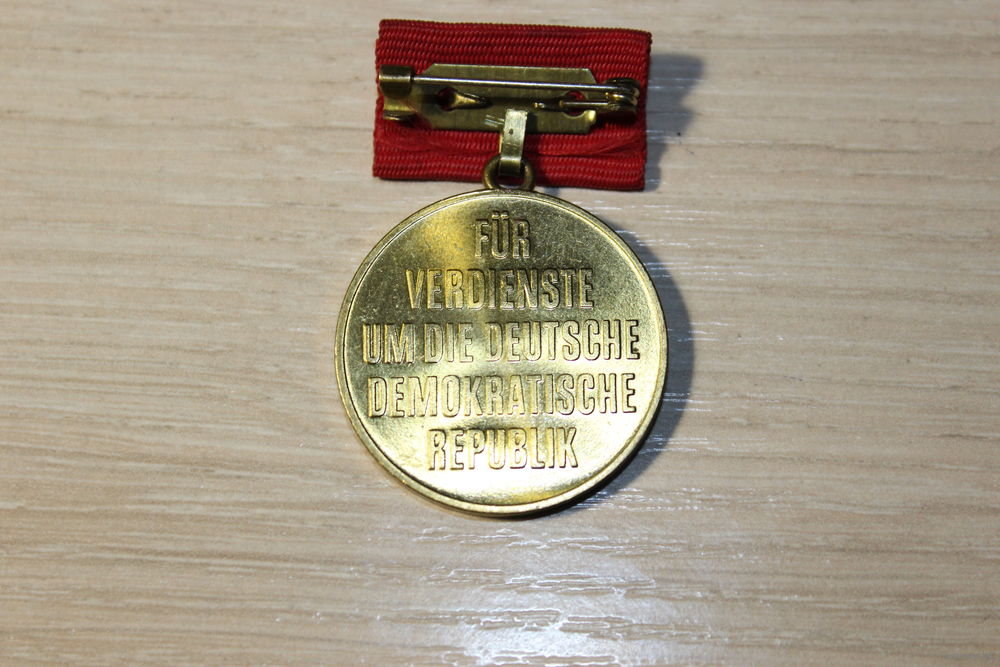 FÜR
VERDIENSTE
UM DIE DEUTSCHE
DEMOKRATISCHE
REPUBLIK